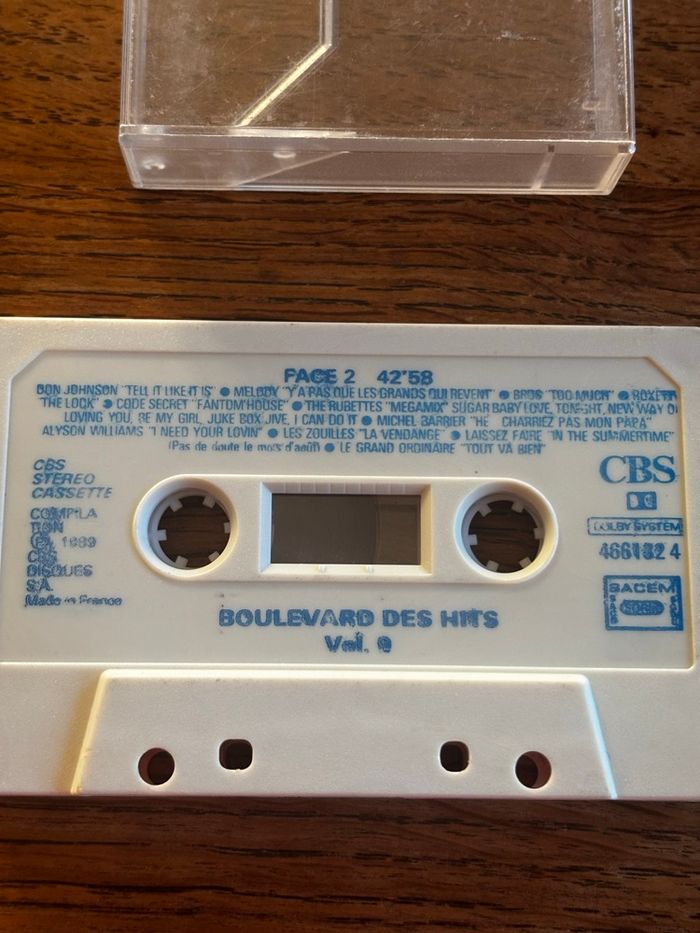 FACE 2 42'58
DON JOHNSON "TELL IT LIKE IT IS" ● MELODY "Y'A PAS QUE LES GRANDS QUI REVENT" ● BROS "TOO MUCH" ● ROXETTE
THE LOOK" ● CODE SECRET "FANTOM'HOUSE" ● THE RUBETTES "MEGAMIX" SUGAR BABY LOVE, TONIGHT, NEW WAY O
LOVING YOU, BE MY GIRL, JUKE BOX JIVE, I CAN DO IT ● MICHEL BARBIER "HE CHARRIEZ PAS MON PAPA"
ALYSON WILLIAMS "I NEED YOUR LOVIN" ● LES ZOUILLES "LA VENDANGE" ● LAISSEZ FAIRE "IN THE SUMMERTIME"
(Pas de doute le mois d'août) ● LE GRAND ORDINAIRE "TOUT VA BIEN"
CBS
STEREO
CASSETTE
COMPILA
TION
(P) 1989
CBS
DISQUES
S.A.
Made in France
CBS
DOLBY SYSTEM
466182 4
SACEM
BOULEVARD DES HITS
Vol. 9